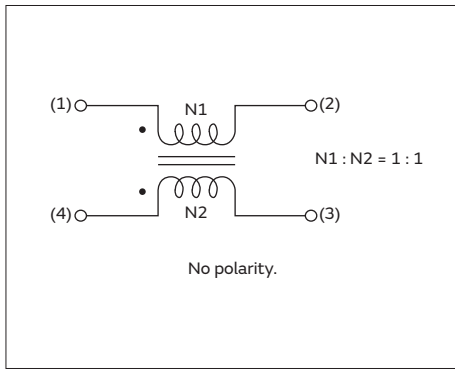 (1)
N1
(2)
N1 : N2 = 1 : 1
(4)
N2
(3)
No polarity.